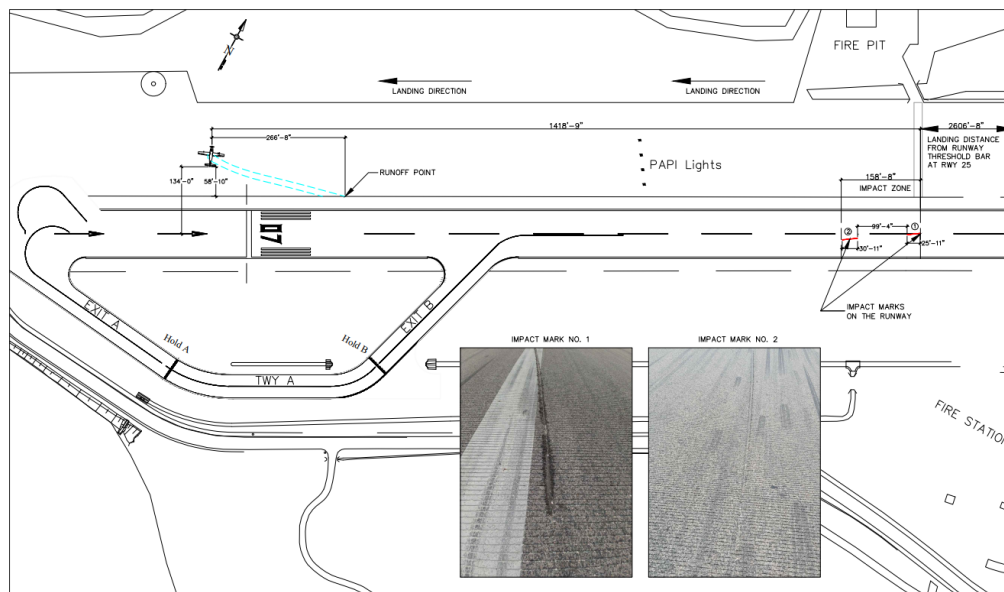 N
FIRE PIT
LANDING DIRECTION
LANDING DIRECTION
1418'-9"
2606'-8"
266'-8"
LANDING DISTANCE
FROM RUNWAY
THRESHOLD BAR
AT RWY 25
PAPI Lights
RUNOFF POINT
134'-0"
58'-10"
158'-8"
IMPACT ZONE
07
99'-4"
1
2
30'-11"
25'-11"
IMPACT MARKS
ON THE RUNWAY
EXIT A
EXIT B
Hold A
Hold B
TWY A
IMPACT MARK NO. 1
IMPACT MARK NO. 2
FIRE STATION